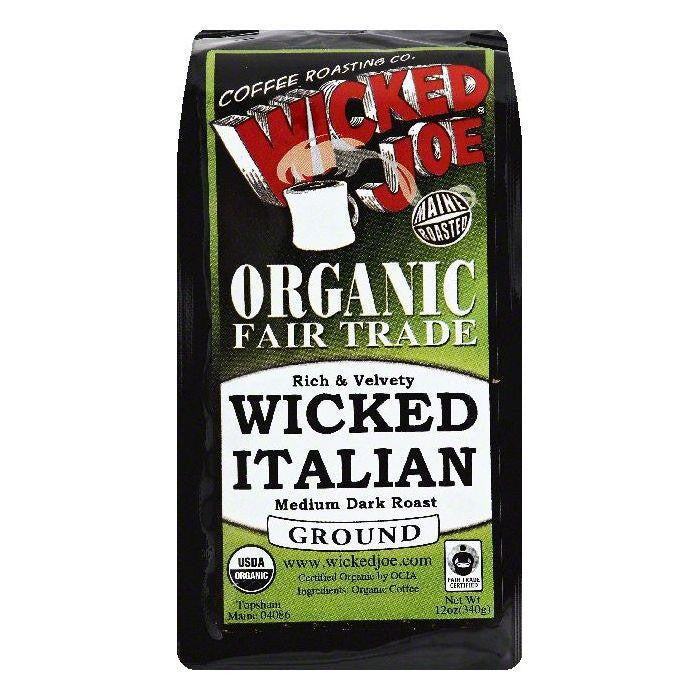 COFFEE ROASTING CO.
WICKED
JOE
MAINE
ROASTED
ORGANIC
FAIR TRADE
Rich & Velvety
WICKED
ITALIAN
Medium Dark Roast
GROUND
www.wickedjoe.com
Certified Organic by OCIA
Ingredients: Organic Coffee
USDA
ORGANIC
Topsham
Maine 04086
FAIR TRADE
CERTIFIED
Net Wt
12oz(340g)